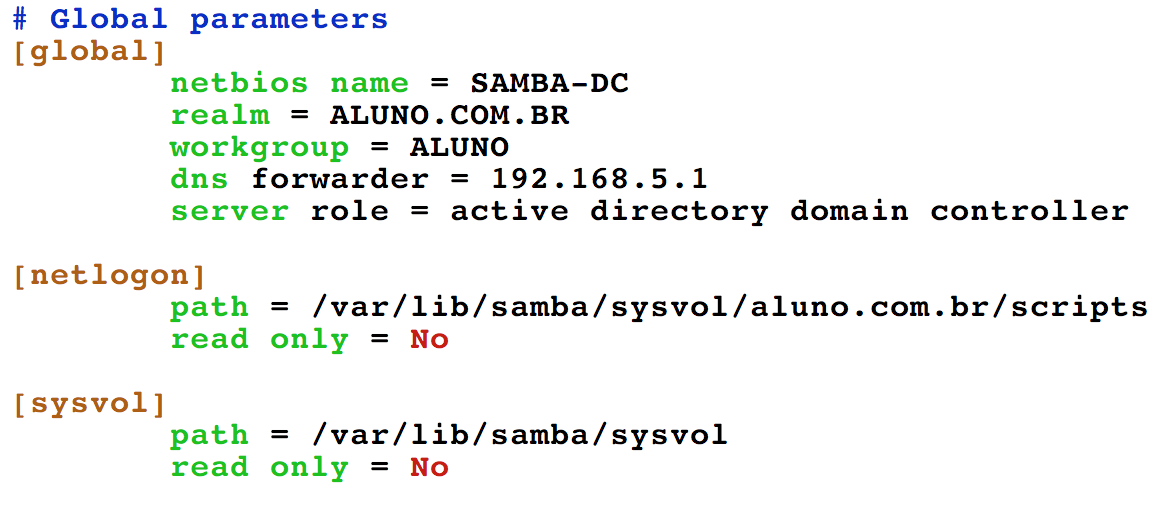 # Global parameters
[global]
netbios name = SAMBA-DC
realm = ALUNO.COM.BR
workgroup = ALUNO
dns forwarder = 192.168.5.1
server role = active directory domain controller
[netlogon]
path = /var/lib/samba/sysvol/aluno.com.br/scripts
read only = No
[sysvol]
path = /var/lib/samba/sysvol
read only = No